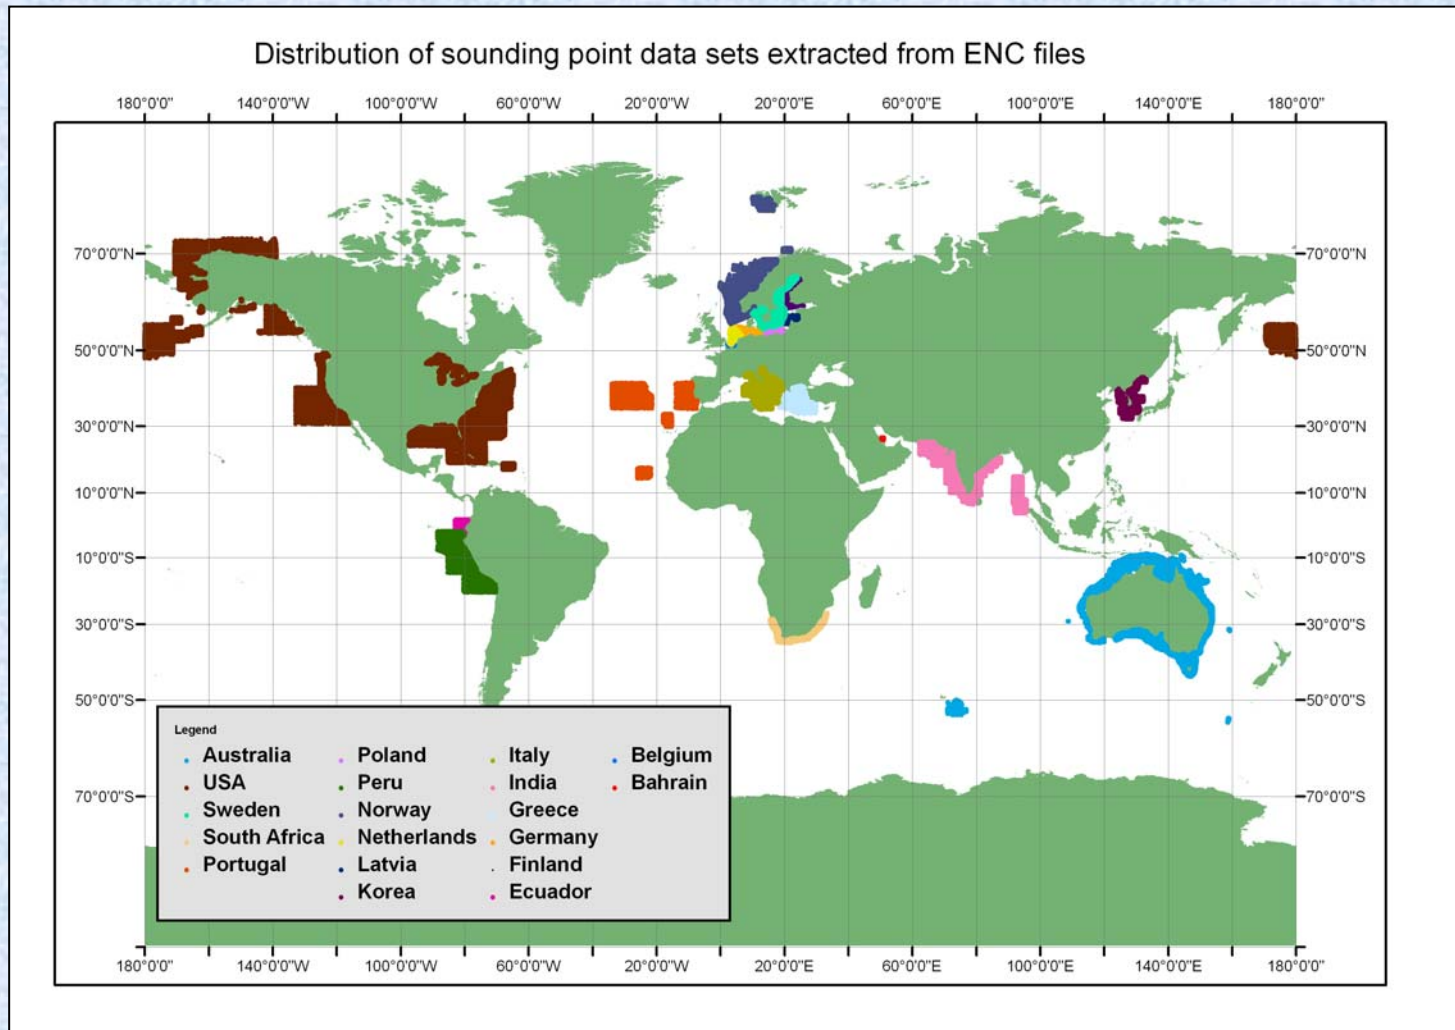 Distribution of sounding point data sets extracted from ENC files
180°0'0" 140°0'0"W 100°0'0"W 60°0'0"W 20°0'0"W 20°0'0"E 60°0'0"E 100°0'0"E 140°0'0"E 180°0'0"
70°0'0"N 70°0'0"N
50°0'0"N 50°0'0"N
30°0'0"N 30°0'0"N
10°0'0"N 10°0'0"N
10°0'0"S 10°0'0"S
30°0'0"S 30°0'0"S
50°0'0"S 50°0'0"S
70°0'0"S 70°0'0"S
Legend
Australia Poland Italy Belgium
USA Peru India Bahrain
Sweden Norway Greece
South Africa Netherlands Germany
Portugal Latvia Finland
Korea Ecuador
180°0'0" 140°0'0"W 100°0'0"W 60°0'0"W 20°0'0"W 20°0'0"E 60°0'0"E 100°0'0"E 140°0'0"E 180°0'0"